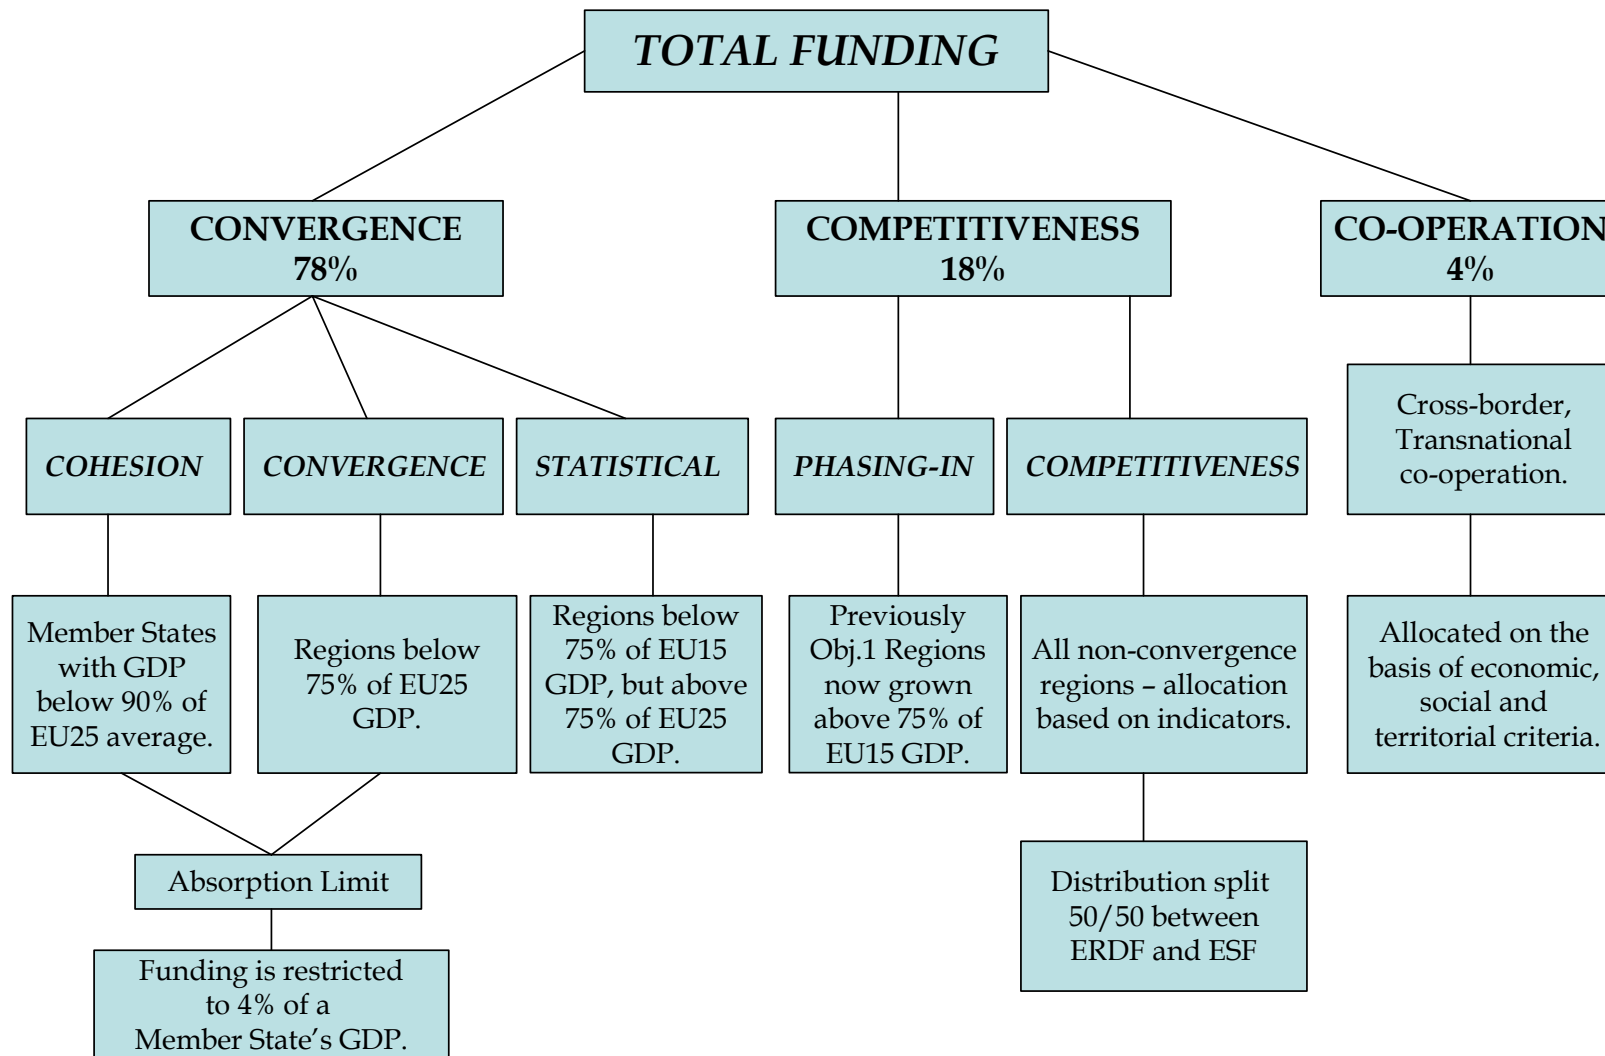 TOTAL FUNDING
CONVERGENCE
78%
COMPETITIVENESS
18%
CO-OPERATION
4%
COHESION
CONVERGENCE
STATISTICAL
PHASING-IN
COMPETITIVENESS
Cross-border,
Transnational
co-operation.
Member States
with GDP
below 90% of
EU25 average.
Regions below
75% of EU25
GDP.
Regions below
75% of EU15
GDP, but above
75% of EU25
GDP.
Previously
Obj.1 Regions
now grown
above 75% of
EU15 GDP.
All non-convergence
regions – allocation
based on indicators.
Allocated on the
basis of economic,
social and
territorial criteria.
Absorption Limit
Funding is restricted
to 4% of a
Member State’s GDP.
Distribution split
50/50 between
ERDF and ESF